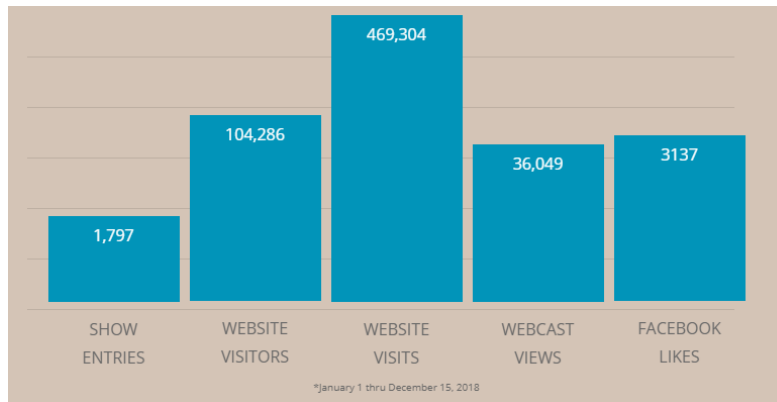 469,304
104,286
3137
36,049
1,797
SHOW
ENTRIES
WEBSITE
VISITORS
WEBSITE
VISITS
WEBCAST
VIEWS
FACEBOOK
LIKES
*January 1 thru December 15, 2018